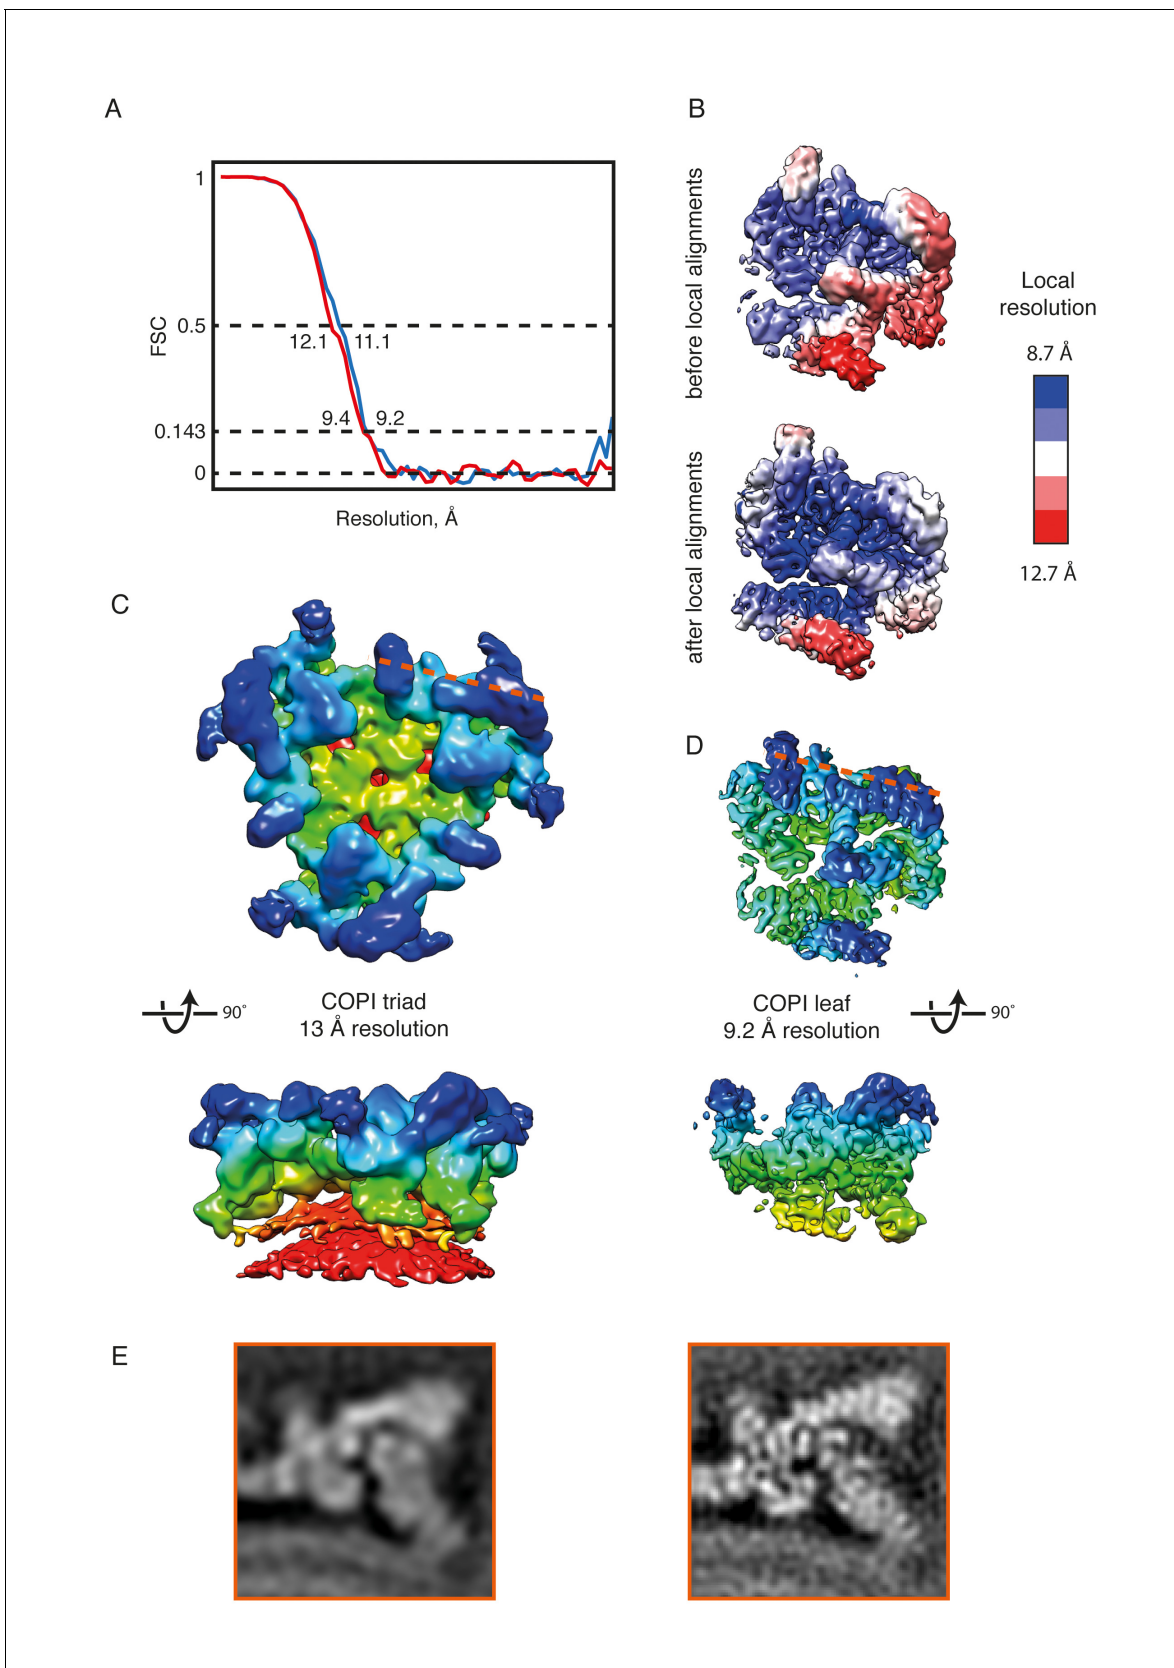 A
1
0.5
0.143
0
FSC
12.1
11.1
9.4
9.2
Resolution, Å
B
before local alignments
after local alignments
Local
resolution
8.7 Å
12.7 Å
C
D
90°
COPI triad
13 Å resolution
COPI leaf
9.2 Å resolution
90°
E